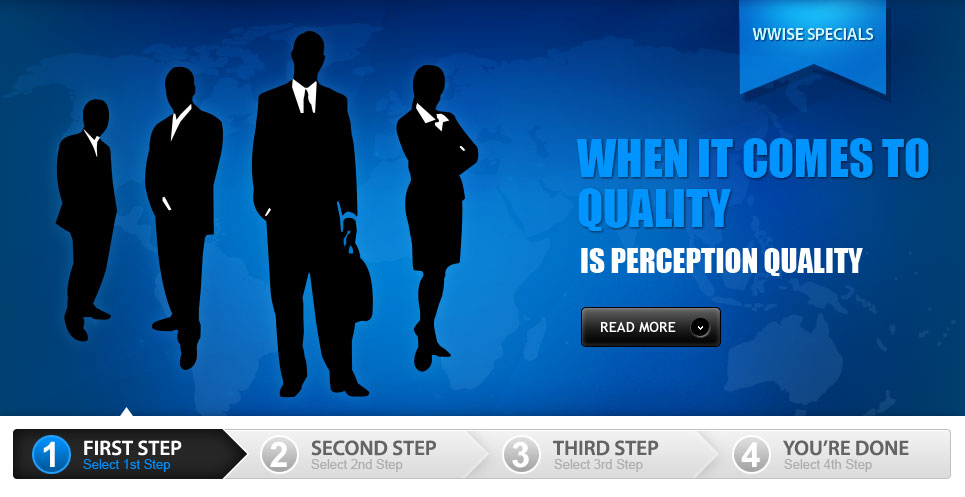 WWISE SPECIALS
WHEN IT COMES TO
QUALITY
IS PERCEPTION QUALITY
READ MORE
1 FIRST STEP
Select 1st Step
2 SECOND STEP
Select 2nd Step
3 THIRD STEP
Select 3rd Step
4 YOU'RE DONE
Select 4th Step